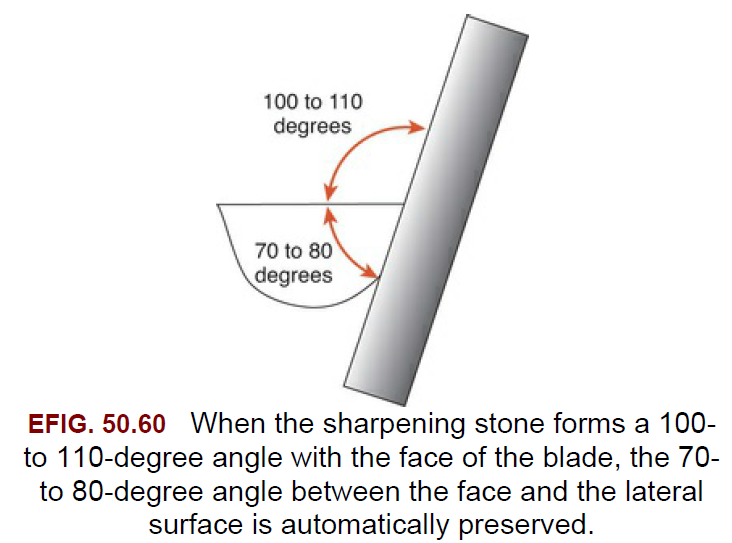 100 to 110
degrees
70 to 80
degrees
EFIG. 50.60 When the sharpening stone forms a 100-
to 110-degree angle with the face of the blade, the 70-
to 80-degree angle between the face and the lateral
surface is automatically preserved.